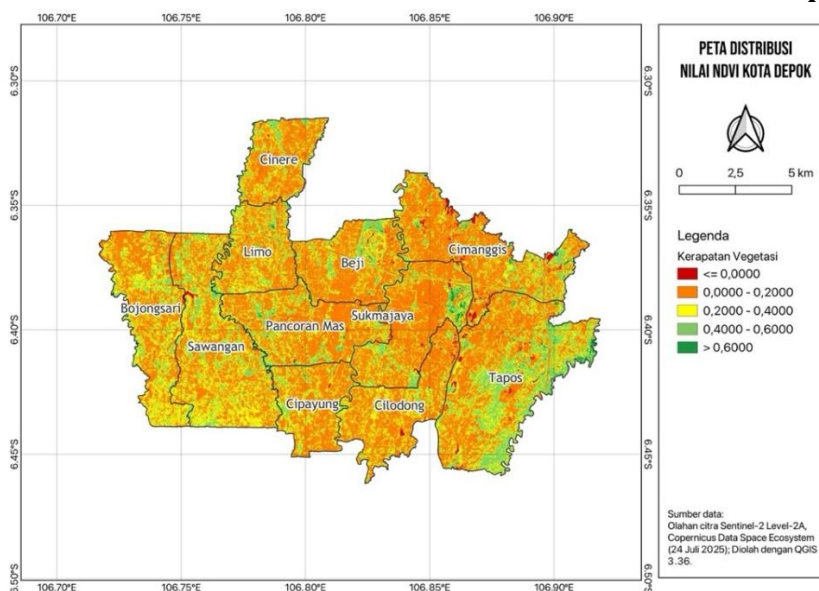 106.70°E 106.75°E 106.80°E 106.85°E 106.90°E
6.30°S 6.30°S
6.35°S 6.35°S
6.40°S 6.40°S
6.45°S 6.45°S
6.50°S 6.50°S
106.70°E 106.75°E 106.80°E 106.85°E 106.90°E
Cinere
Limo
Beji
Cimanggis
Bojongsari
Sawangan
Pancoran Mas
Sukmajaya
Tapos
Cipayung
Cilodong
PETA DISTRIBUSI
NILAI NDVI KOTA DEPOK
0 2,5 5 km
Legenda
Kerapatan Vegetasi
<= 0,0000
0,0000 - 0,2000
0,2000 - 0,4000
0,4000 - 0,6000
> 0,6000
Sumber data:
Olahan citra Sentinel-2 Level-2A,
Copernicus Data Space Ecosystem
(24 Juli 2025); Diolah dengan QGIS
3.36.